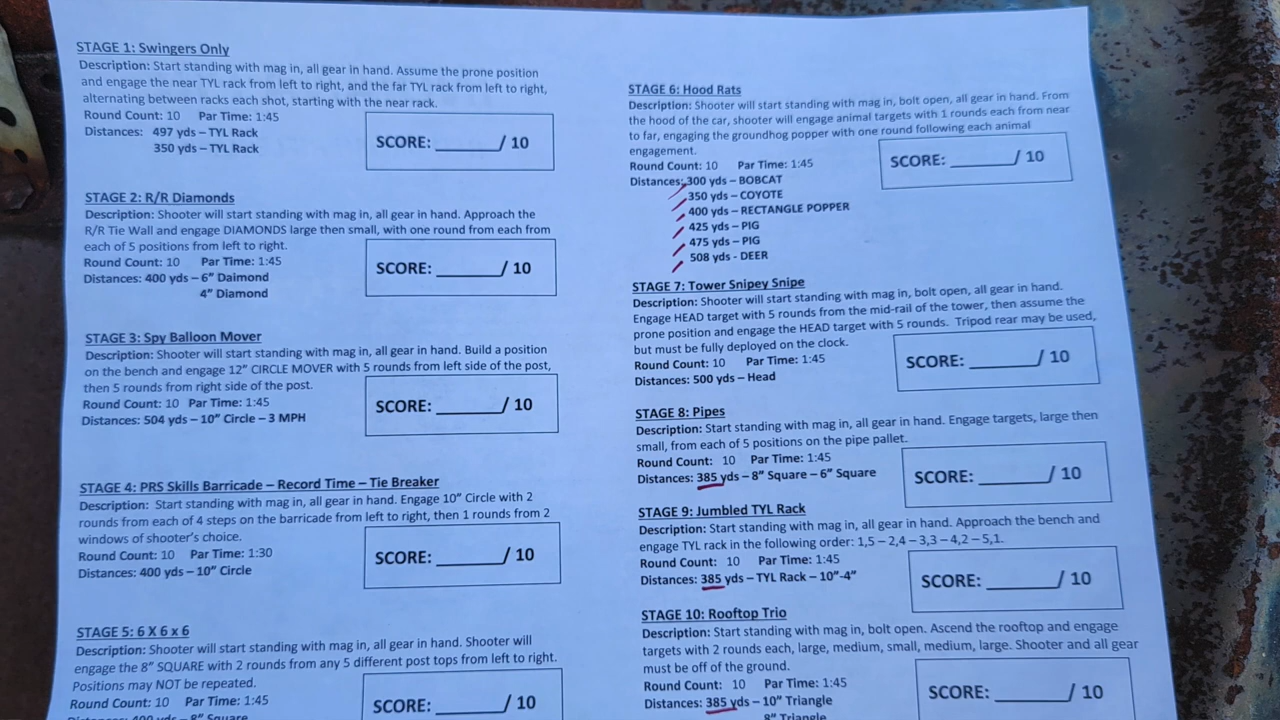 STAGE 1: Swingers Only
Description: Start standing with mag in, all gear in hand. Assume the prone position
and engage the near TYL rack from left to right, and the far TYL rack from left to right,
alternating between racks each shot, starting with the near rack.
Round Count: 10 Par Time: 1:45
Distances: 497 yds – TYL Rack
350 yds – TYL Rack
SCORE: ______/ 10
STAGE 2: R/R Diamonds
Description: Shooter will start standing with mag in, all gear in hand. Approach the
R/R Tie Wall and engage DIAMONDS large then small, with one round from each from
each of 5 positions from left to right.
Round Count: 10 Par Time: 1:45
Distances: 400 yds – 6” Daimond
4” Diamond
SCORE: ______/ 10
STAGE 3: Spy Balloon Mover
Description: Shooter will start standing with mag in, all gear in hand. Build a position
on the bench and engage 12” CIRCLE MOVER with 5 rounds from left side of the post,
then 5 rounds from right side of the post.
Round Count: 10 Par Time: 1:45
Distances: 504 yds – 10” Circle – 3 MPH
SCORE: ______/ 10
STAGE 4: PRS Skills Barricade – Record Time – Tie Breaker
Description: Start standing with mag in, all gear in hand. Engage 10” Circle with 2
rounds from each of 4 steps on the barricade from left to right, then 1 rounds from 2
windows of shooter’s choice.
Round Count: 10 Par Time: 1:30
Distances: 400 yds – 10” Circle
SCORE: ______/ 10
STAGE 5: 6 X 6 x 6
Description: Shooter will start standing with mag in, all gear in hand. Shooter will
engage the 8” SQUARE with 2 rounds from any 5 different post tops from left to right.
Positions may NOT be repeated.
Round Count: 10 Par Time: 1:45
Distances: 400 yds – 8” Square
SCORE: ______/ 10
STAGE 6: Hood Rats
Description: Shooter will start standing with mag in, bolt open, all gear in hand. From
the hood of the car, shooter will engage animal targets with 1 rounds each from near
to far, engaging the groundhog popper with one round following each animal
engagement.
Round Count: 10 Par Time: 1:45
Distances: 300 yds – BOBCAT
350 yds – COYOTE
400 yds – RECTANGLE POPPER
425 yds – PIG
475 yds – PIG
508 yds - DEER
SCORE: ______/ 10
STAGE 7: Tower Snipey Snipe
Description: Shooter will start standing with mag in, bolt open, all gear in hand.
Engage HEAD target with 5 rounds from the mid-rail of the tower, then assume the
prone position and engage the HEAD target with 5 rounds. Tripod rear may be used,
but must be fully deployed on the clock.
Round Count: 10 Par Time: 1:45
Distances: 500 yds – Head
SCORE: ______/ 10
STAGE 8: Pipes
Description: Start standing with mag in, all gear in hand. Engage targets, large then
small, from each of 5 positions on the pipe pallet.
Round Count: 10 Par Time: 1:45
Distances: 385 yds – 8” Square – 6” Square
SCORE: ______/ 10
STAGE 9: Jumbled TYL Rack
Description: Start standing with mag in, all gear in hand. Approach the bench and
engage TYL rack in the following order: 1,5 – 2,4 – 3,3 – 4,2 – 5,1.
Round Count: 10 Par Time: 1:45
Distances: 385 yds – TYL Rack – 10”-4”
SCORE: ______/ 10
STAGE 10: Rooftop Trio
Description: Start standing with mag in, bolt open. Ascend the rooftop and engage
targets with 2 rounds each, large, medium, small, medium, large. Shooter and all gear
must be off of the ground.
Round Count: 10 Par Time: 1:45
Distances: 385 yds – 10” Triangle
8” Triangle
SCORE: ______/ 10